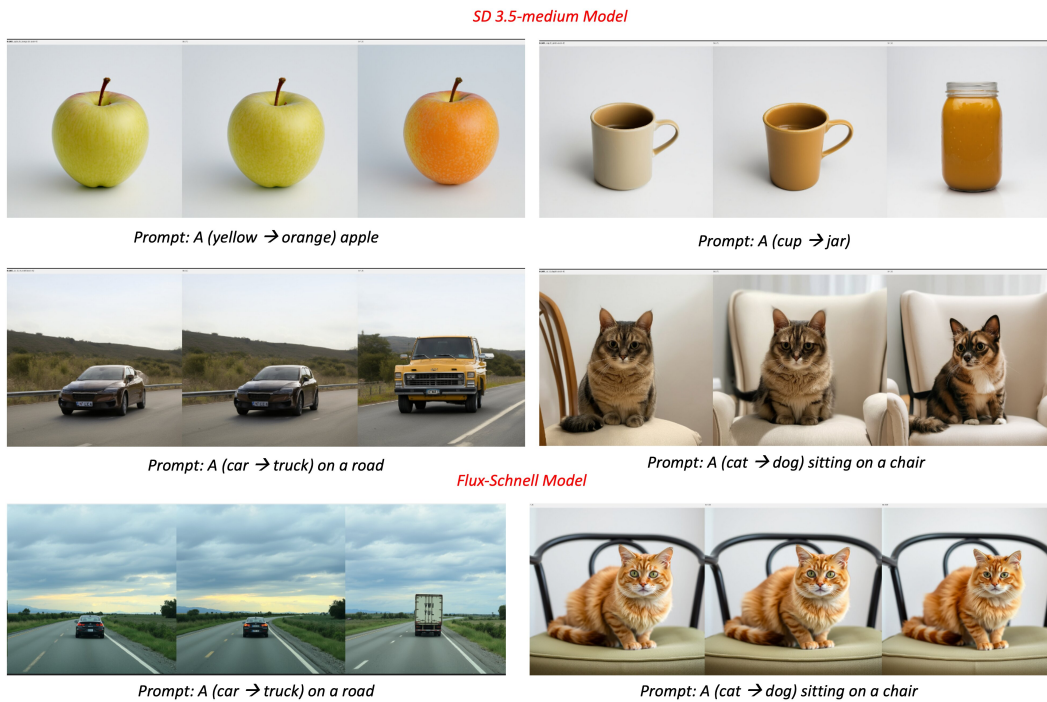 SD 3.5-medium Model
Prompt: A (yellow → orange) apple
Prompt: A (cup → jar)
Prompt: A (car → truck) on a road
Prompt: A (cat → dog) sitting on a chair
Flux-Schnell Model
Prompt: A (car → truck) on a road
Prompt: A (cat → dog) sitting on a chair